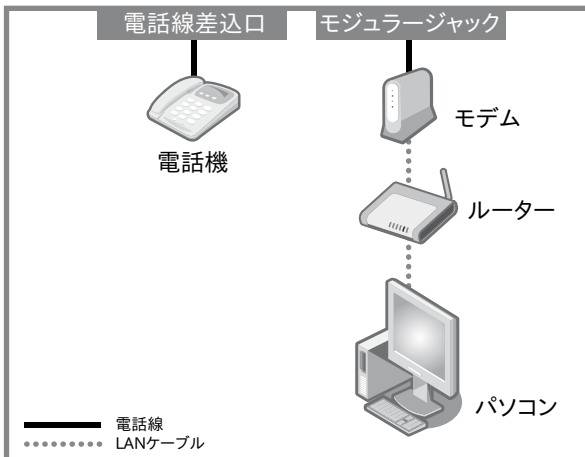 電話線差込口
モジュラージャック
電話機
モデム
ルーター
パソコン
電話線
LANケーブル